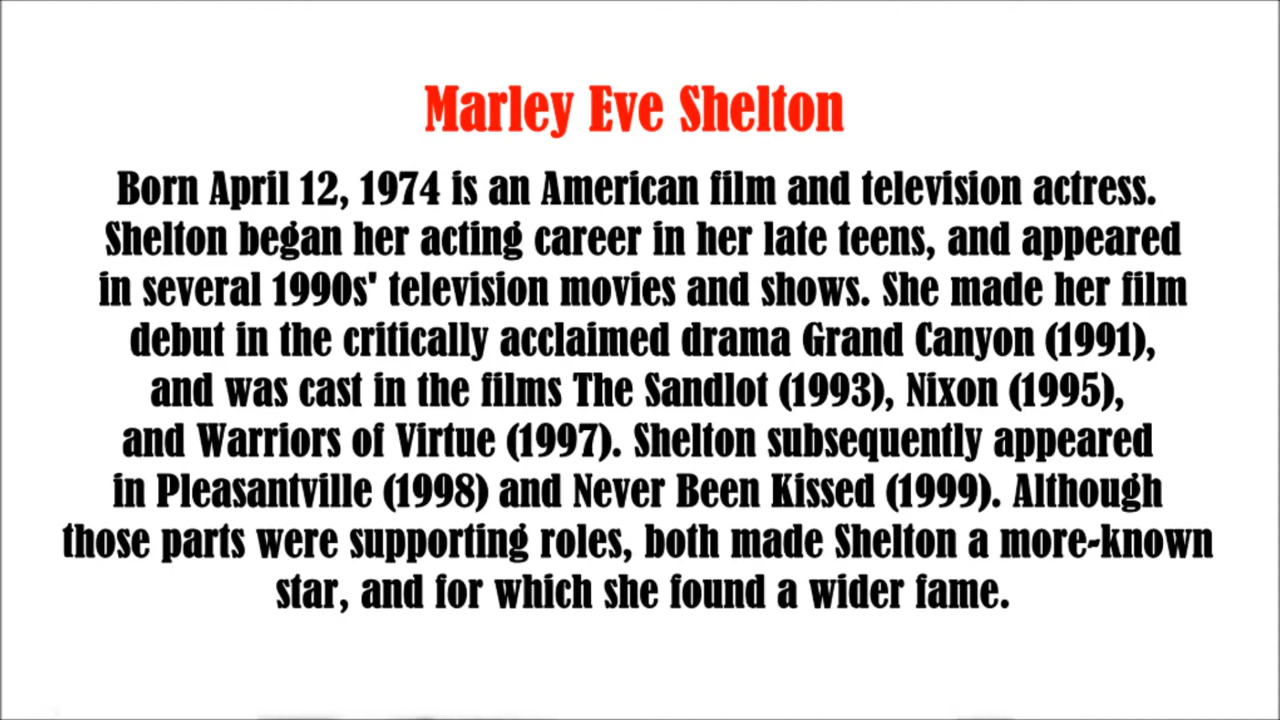 Marley Eve Shelton
Born April 12, 1974 is an American film and television actress.
Shelton began her acting career in her late teens, and appeared
in several 1990s' television movies and shows. She made her film
debut in the critically acclaimed drama Grand Canyon (1991),
and was cast in the films The Sandlot (1993), Nixon (1995),
and Warriors of Virtue (1997). Shelton subsequently appeared
in Pleasantville (1998) and Never Been Kissed (1999). Although
those parts were supporting roles, both made Shelton a more-known
star, and for which she found a wider fame.